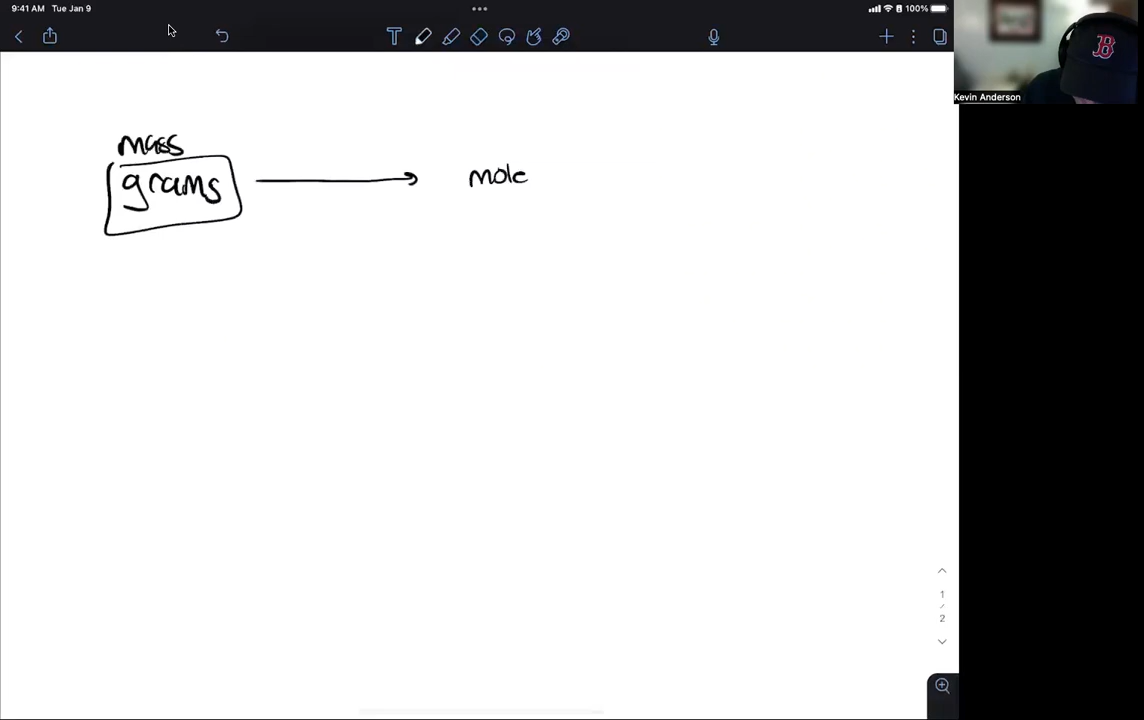 9:41 AM Tue Jan 9
100%
B
Kevin Anderson
T
mass
grams
mole
1
/
2